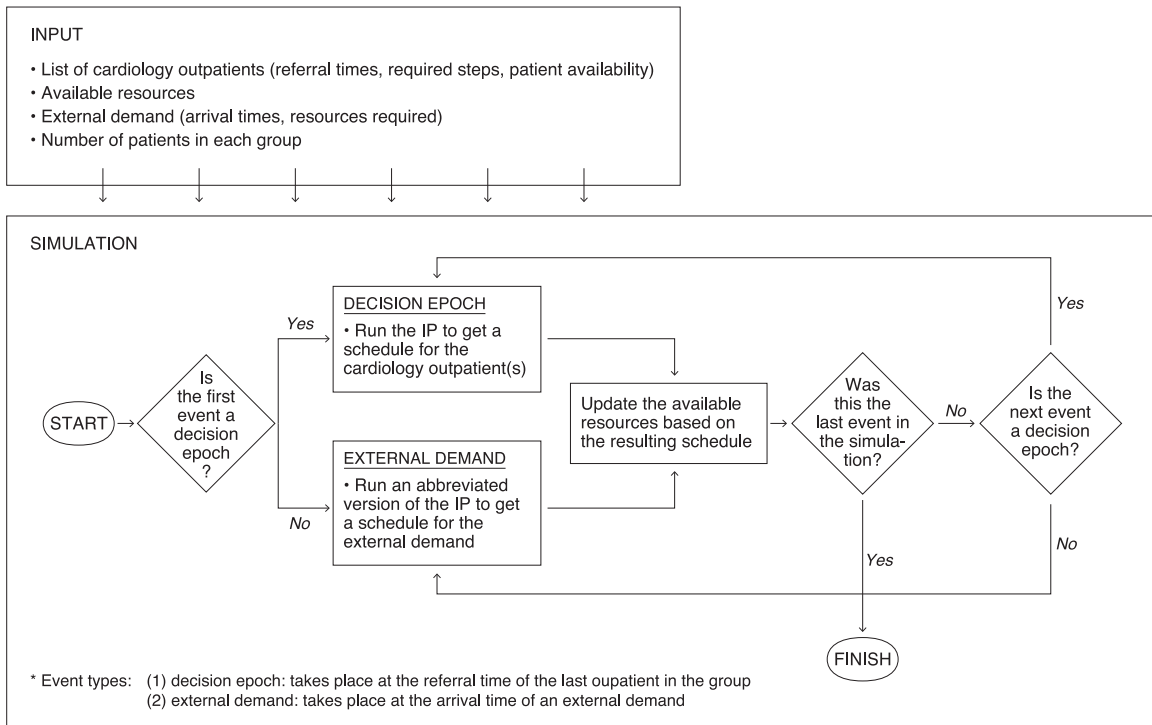 INPUT
• List of cardiology outpatients (referral times, required steps, patient availability)
• Available resources
• External demand (arrival times, resources required)
• Number of patients in each group
SIMULATION
START
Is
the first
event a
decision
epoch
?
Yes
No
DECISION EPOCH
• Run the IP to get a
schedule for the
cardiology outpatient(s)
EXTERNAL DEMAND
• Run an abbreviated
version of the IP to get
a schedule for the
external demand
Update the available
resources based on
the resulting schedule
Was
this the
last event in
the simula-
tion?
No
Yes
Is the
next event
a decision
epoch?
Yes
No
FINISH
* Event types: (1) decision epoch: takes place at the referral time of the last oupatient in the group
(2) external demand: takes place at the arrival time of an external demand